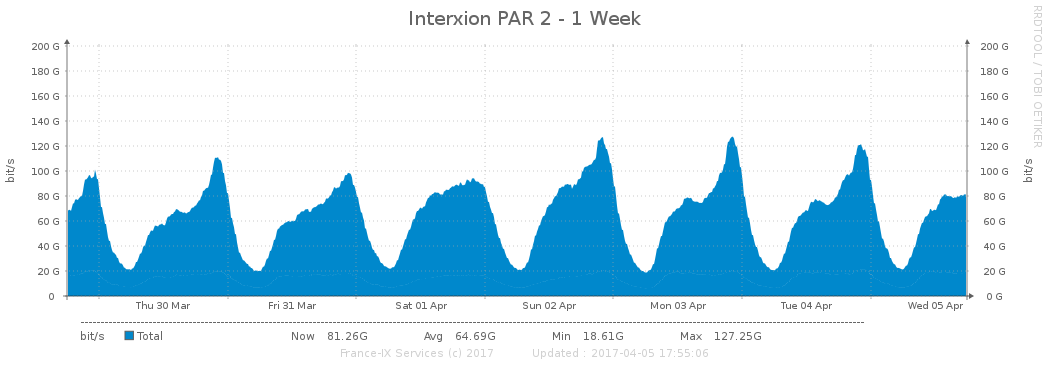 Interxion PAR 2 - 1 Week
RRDTOOL / TOBI OETIKER
200 G 200 G
180 G 180 G
160 G 160 G
140 G 140 G
120 G 120 G
100 G 100 G
80 G 80 G
60 G 60 G
40 G 40 G
20 G 20 G
0 0 G
bit/s
bit/s
Thu 30 Mar Fri 31 Mar Sat 01 Apr Sun 02 Apr Mon 03 Apr Tue 04 Apr Wed 05 Apr
bit/s Total Now 81.26G Avg 64.69G Min 18.61G Max 127.25G
France-IX Services (c) 2017 Updated : 2017-04-05 17:55:06